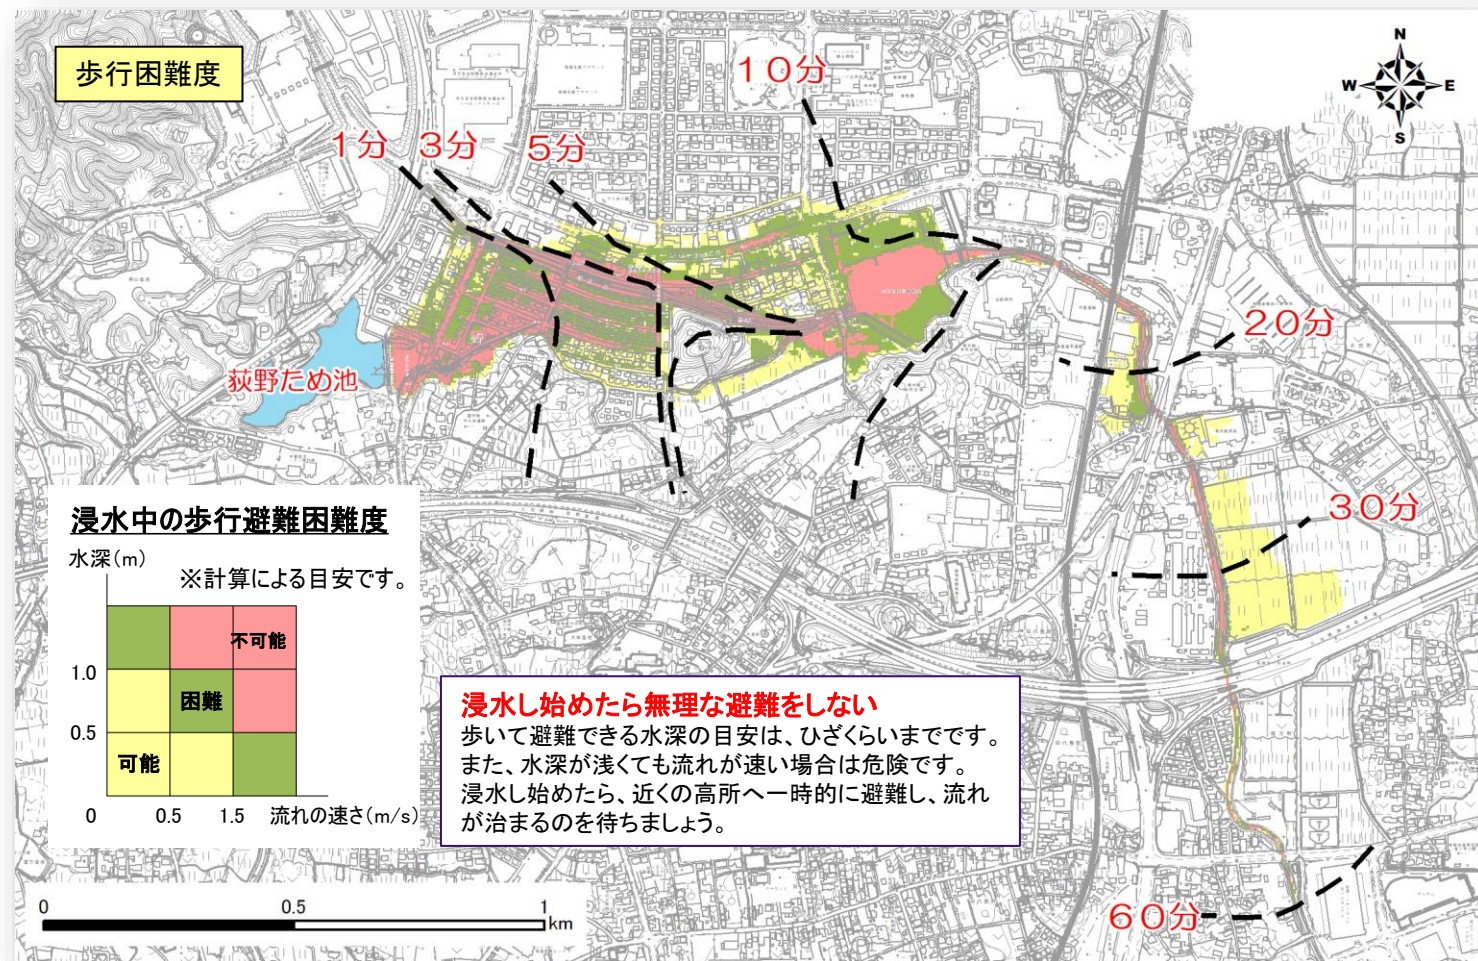 歩行困難度
1分
3分
5分
10分
N
W
E
S
20分
荻野ため池
30分
浸水中の歩行避難困難度
水深(m)
※計算による目安です。
不可能
1.0
困難
0.5
可能
0
0.5
1.5
流れの速さ(m/s)
浸水し始めたら無理な避難をしない
歩いて避難できる水深の目安は、ひざくらいまでです。
また、水深が浅くても流れが速い場合は危険です。
浸水し始めたら、近くの高所へ一時的に避難し、流れ
が治まるのを待ちましょう。
0
0.5
1
km
60分